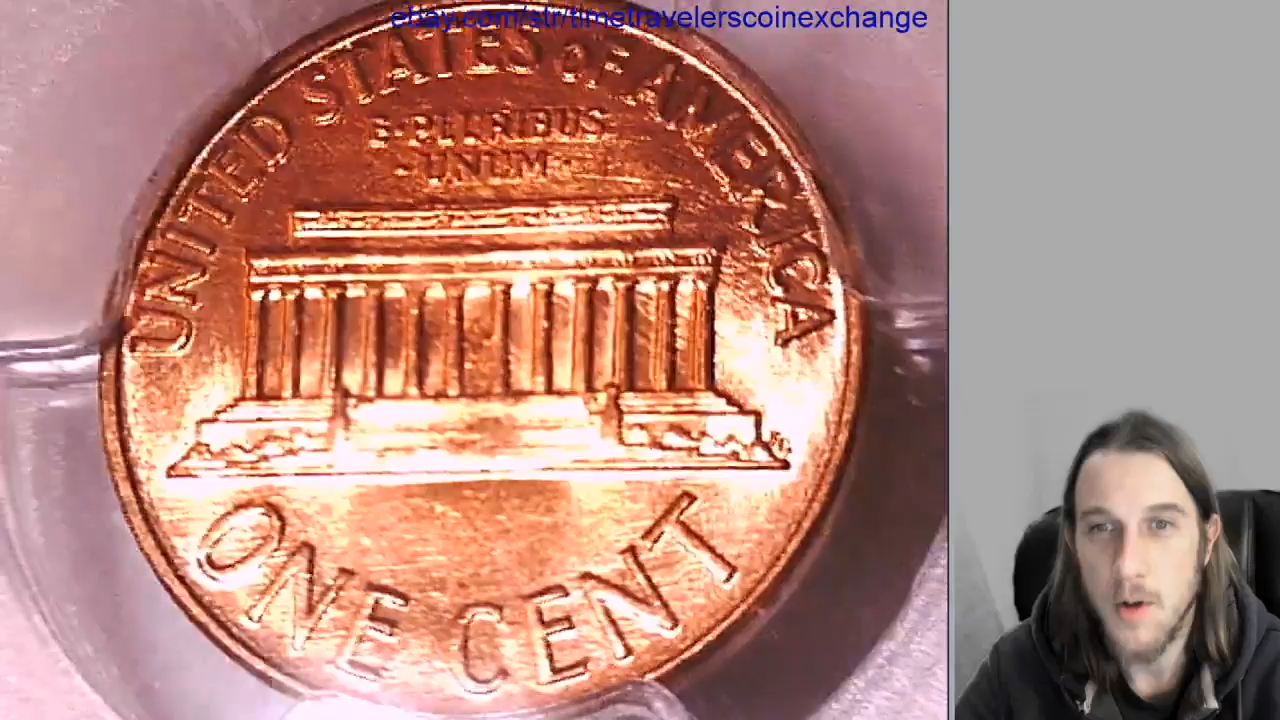 ebay.com/str/timetravelerscoinexchange
UNITED STATES OF AMERICA
E·PLURIBUS
·UNUM·
ONE CENT